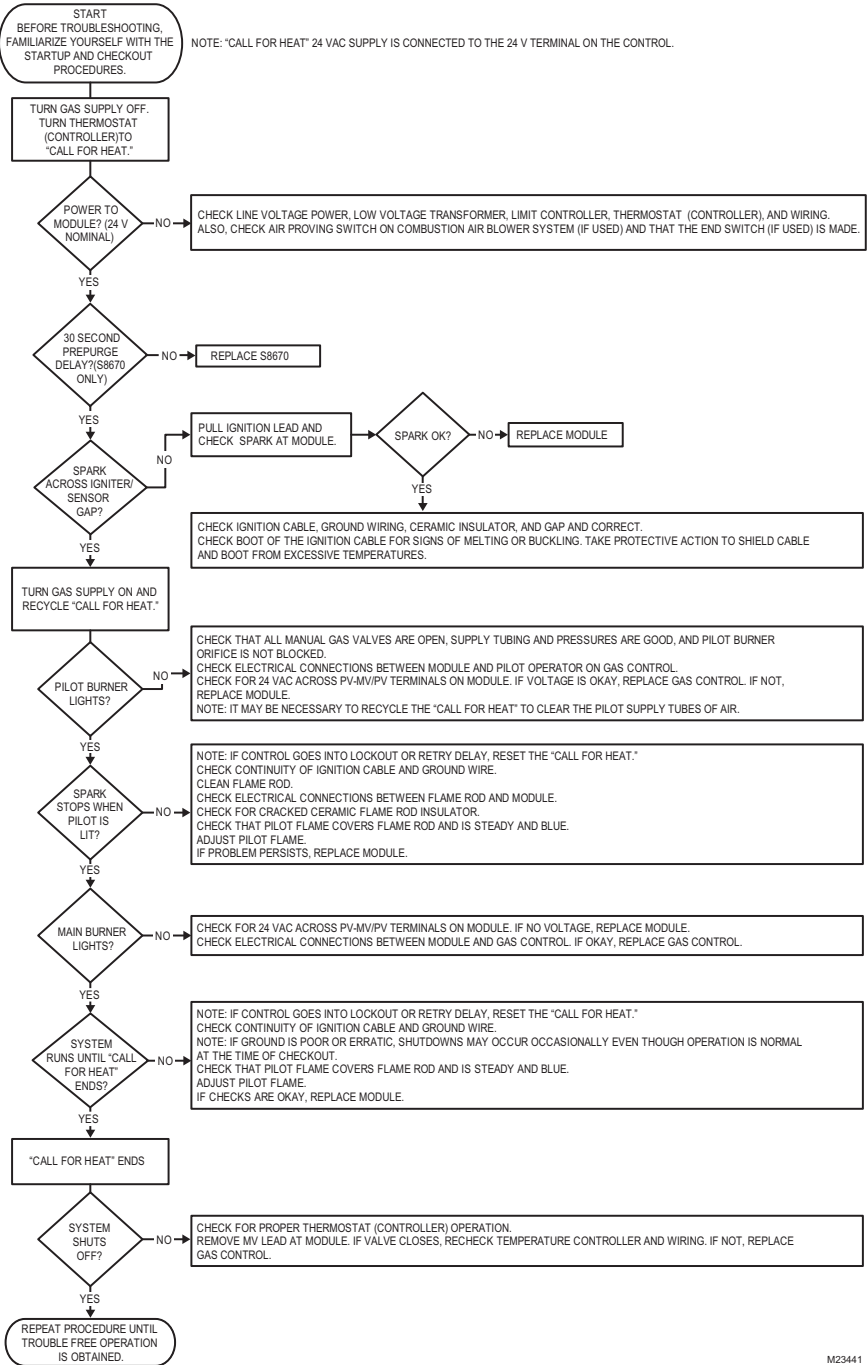 START
BEFORE TROUBLESHOOTING,
FAMILIARIZE YOURSELF WITH THE
STARTUP AND CHECKOUT
PROCEDURES.
NOTE: “CALL FOR HEAT” 24 VAC SUPPLY IS CONNECTED TO THE 24 V TERMINAL ON THE CONTROL.
TURN GAS SUPPLY OFF.
TURN THERMOSTAT
(CONTROLLER)TO
“CALL FOR HEAT.”
POWER TO
MODULE? (24 V
NOMINAL)
NO
CHECK LINE VOLTAGE POWER, LOW VOLTAGE TRANSFORMER, LIMIT CONTROLLER, THERMOSTAT (CONTROLLER), AND WIRING.
ALSO, CHECK AIR PROVING SWITCH ON COMBUSTION AIR BLOWER SYSTEM (IF USED) AND THAT THE END SWITCH (IF USED) IS MADE.
YES
30 SECOND
PREPURGE
DELAY?(S8670
ONLY)
NO
REPLACE S8670
YES
SPARK
ACROSS IGNITER/
SENSOR
GAP?
NO
PULL IGNITION LEAD AND
CHECK SPARK AT MODULE.
SPARK OK?
NO
REPLACE MODULE
YES
CHECK IGNITION CABLE, GROUND WIRING, CERAMIC INSULATOR, AND GAP AND CORRECT.
CHECK BOOT OF THE IGNITION CABLE FOR SIGNS OF MELTING OR BUCKLING. TAKE PROTECTIVE ACTION TO SHIELD CABLE
AND BOOT FROM EXCESSIVE TEMPERATURES.
YES
TURN GAS SUPPLY ON AND
RECYCLE “CALL FOR HEAT.”
PILOT BURNER
LIGHTS?
NO
CHECK THAT ALL MANUAL GAS VALVES ARE OPEN, SUPPLY TUBING AND PRESSURES ARE GOOD, AND PILOT BURNER
ORIFICE IS NOT BLOCKED.
CHECK ELECTRICAL CONNECTIONS BETWEEN MODULE AND PILOT OPERATOR ON GAS CONTROL.
CHECK FOR 24 VAC ACROSS PV-MV/PV TERMINALS ON MODULE. IF VOLTAGE IS OKAY, REPLACE GAS CONTROL. IF NOT,
REPLACE MODULE.
NOTE: IT MAY BE NECESSARY TO RECYCLE THE “CALL FOR HEAT” TO CLEAR THE PILOT SUPPLY TUBES OF AIR.
YES
SPARK
STOPS WHEN
PILOT IS
LIT?
NO
NOTE: IF CONTROL GOES INTO LOCKOUT OR RETRY DELAY, RESET THE “CALL FOR HEAT.”
CHECK CONTINUITY OF IGNITION CABLE AND GROUND WIRE.
CLEAN FLAME ROD.
CHECK ELECTRICAL CONNECTIONS BETWEEN FLAME ROD AND MODULE.
CHECK FOR CRACKED CERAMIC FLAME ROD INSULATOR.
CHECK THAT PILOT FLAME COVERS FLAME ROD AND IS STEADY AND BLUE.
ADJUST PILOT FLAME.
IF PROBLEM PERSISTS, REPLACE MODULE.
YES
MAIN BURNER
LIGHTS?
NO
CHECK FOR 24 VAC ACROSS PV-MV/PV TERMINALS ON MODULE. IF NO VOLTAGE, REPLACE MODULE.
CHECK ELECTRICAL CONNECTIONS BETWEEN MODULE AND GAS CONTROL. IF OKAY, REPLACE GAS CONTROL.
YES
SYSTEM
RUNS UNTIL “CALL
FOR HEAT”
ENDS?
NO
NOTE: IF CONTROL GOES INTO LOCKOUT OR RETRY DELAY, RESET THE “CALL FOR HEAT.”
CHECK CONTINUITY OF IGNITION CABLE AND GROUND WIRE.
NOTE: IF GROUND IS POOR OR ERRATIC, SHUTDOWNS MAY OCCUR OCCASIONALLY EVEN THOUGH OPERATION IS NORMAL
AT THE TIME OF CHECKOUT.
CHECK THAT PILOT FLAME COVERS FLAME ROD AND IS STEADY AND BLUE.
ADJUST PILOT FLAME.
IF CHECKS ARE OKAY, REPLACE MODULE.
YES
“CALL FOR HEAT” ENDS
SYSTEM
SHUTS
OFF?
NO
CHECK FOR PROPER THERMOSTAT (CONTROLLER) OPERATION.
REMOVE MV LEAD AT MODULE. IF VALVE CLOSES, RECHECK TEMPERATURE CONTROLLER AND WIRING. IF NOT, REPLACE
GAS CONTROL.
YES
REPEAT PROCEDURE UNTIL
TROUBLE FREE OPERATION
IS OBTAINED.
M23441